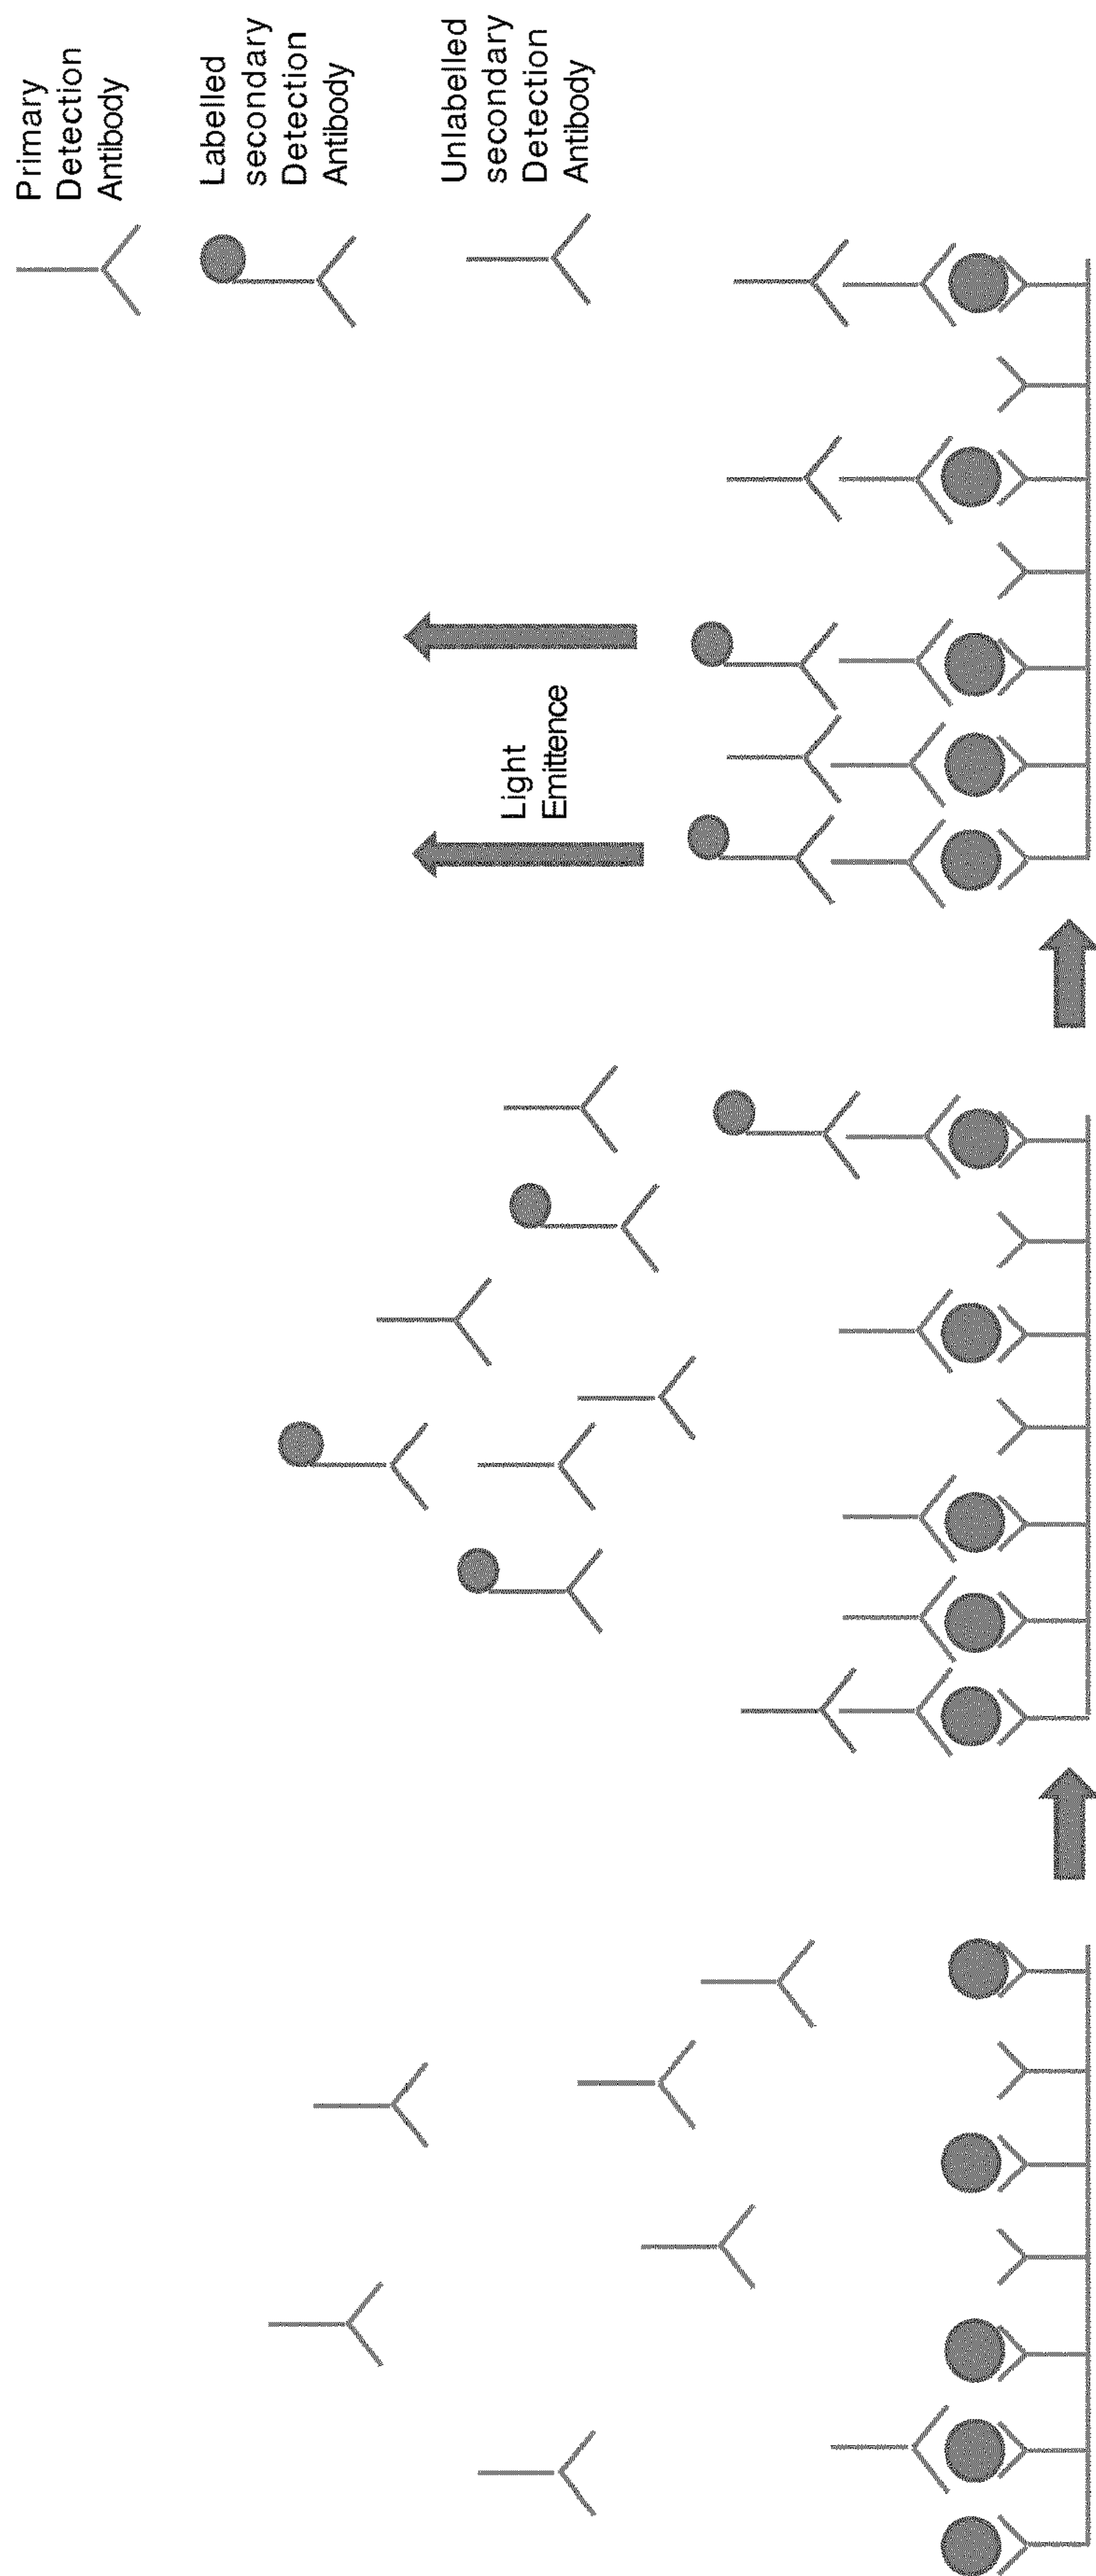 Primary
Detection
Antibody
Labelled
secondary
Detection
Antibody
Unlabelled
secondary
Detection
Antibody
Light
Emittence